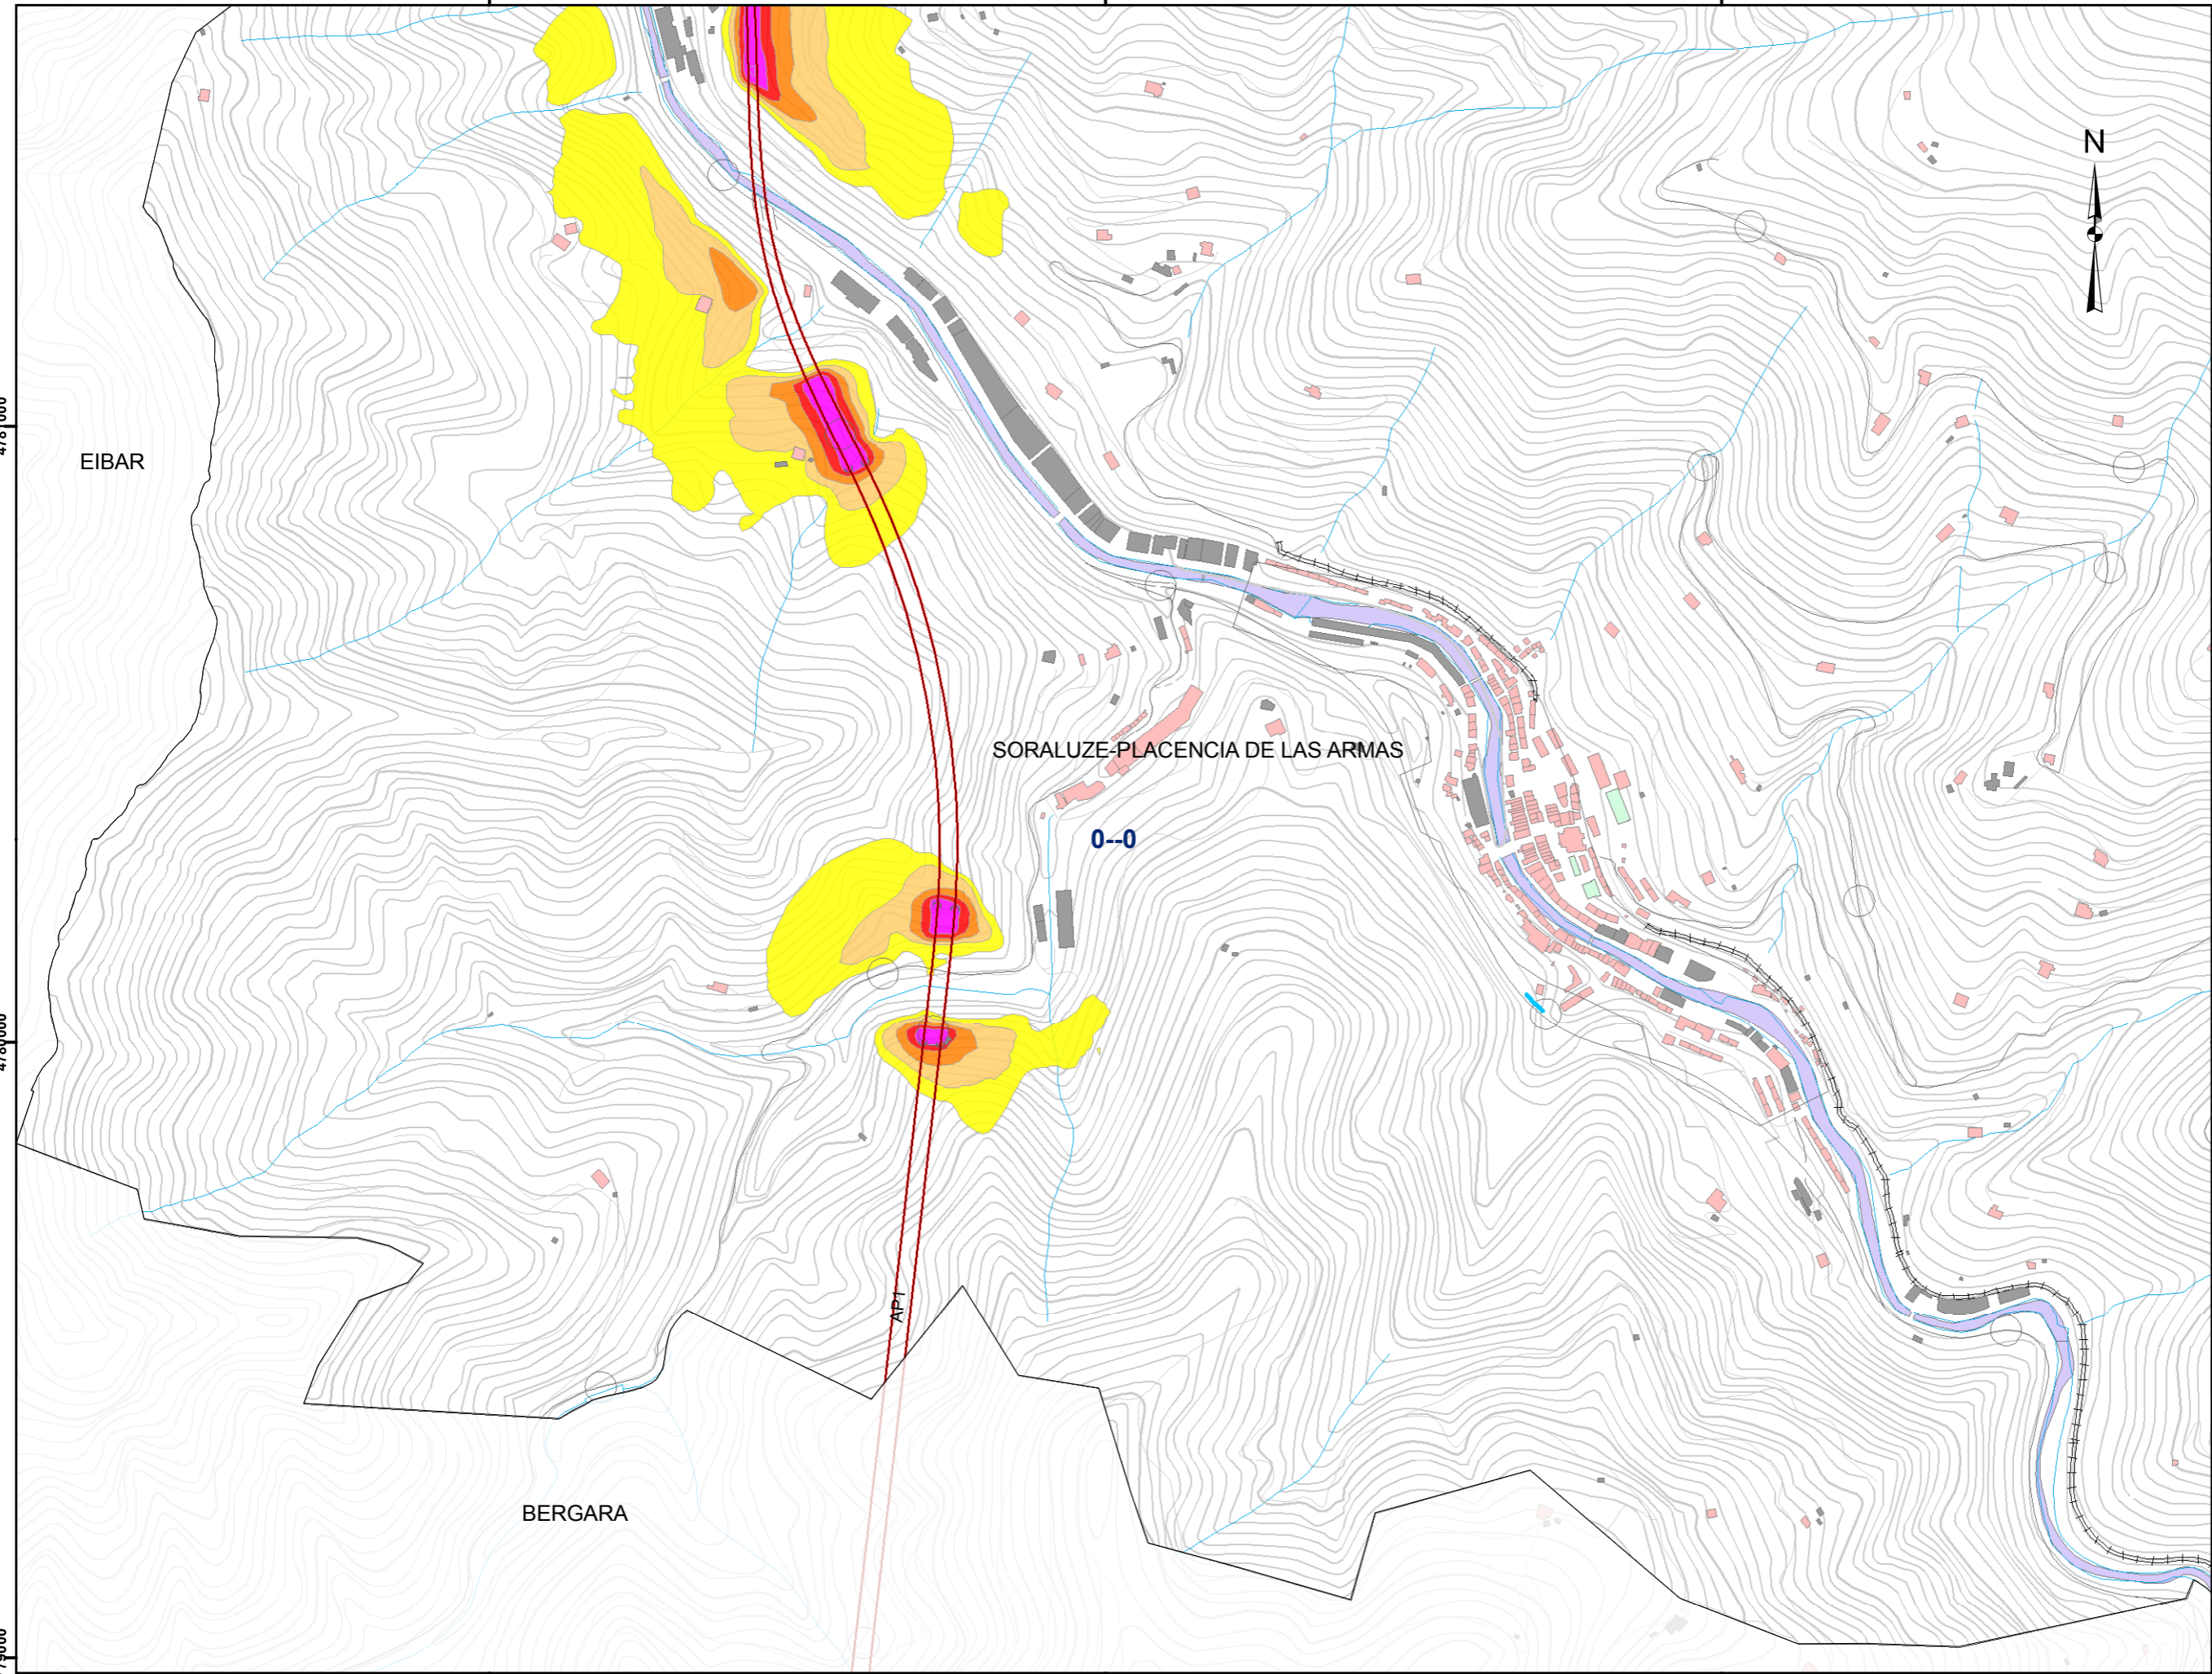 N
EIBAR
SORALUZE-PLACENCIA DE LAS ARMAS
0--0
AP1
BERGARA